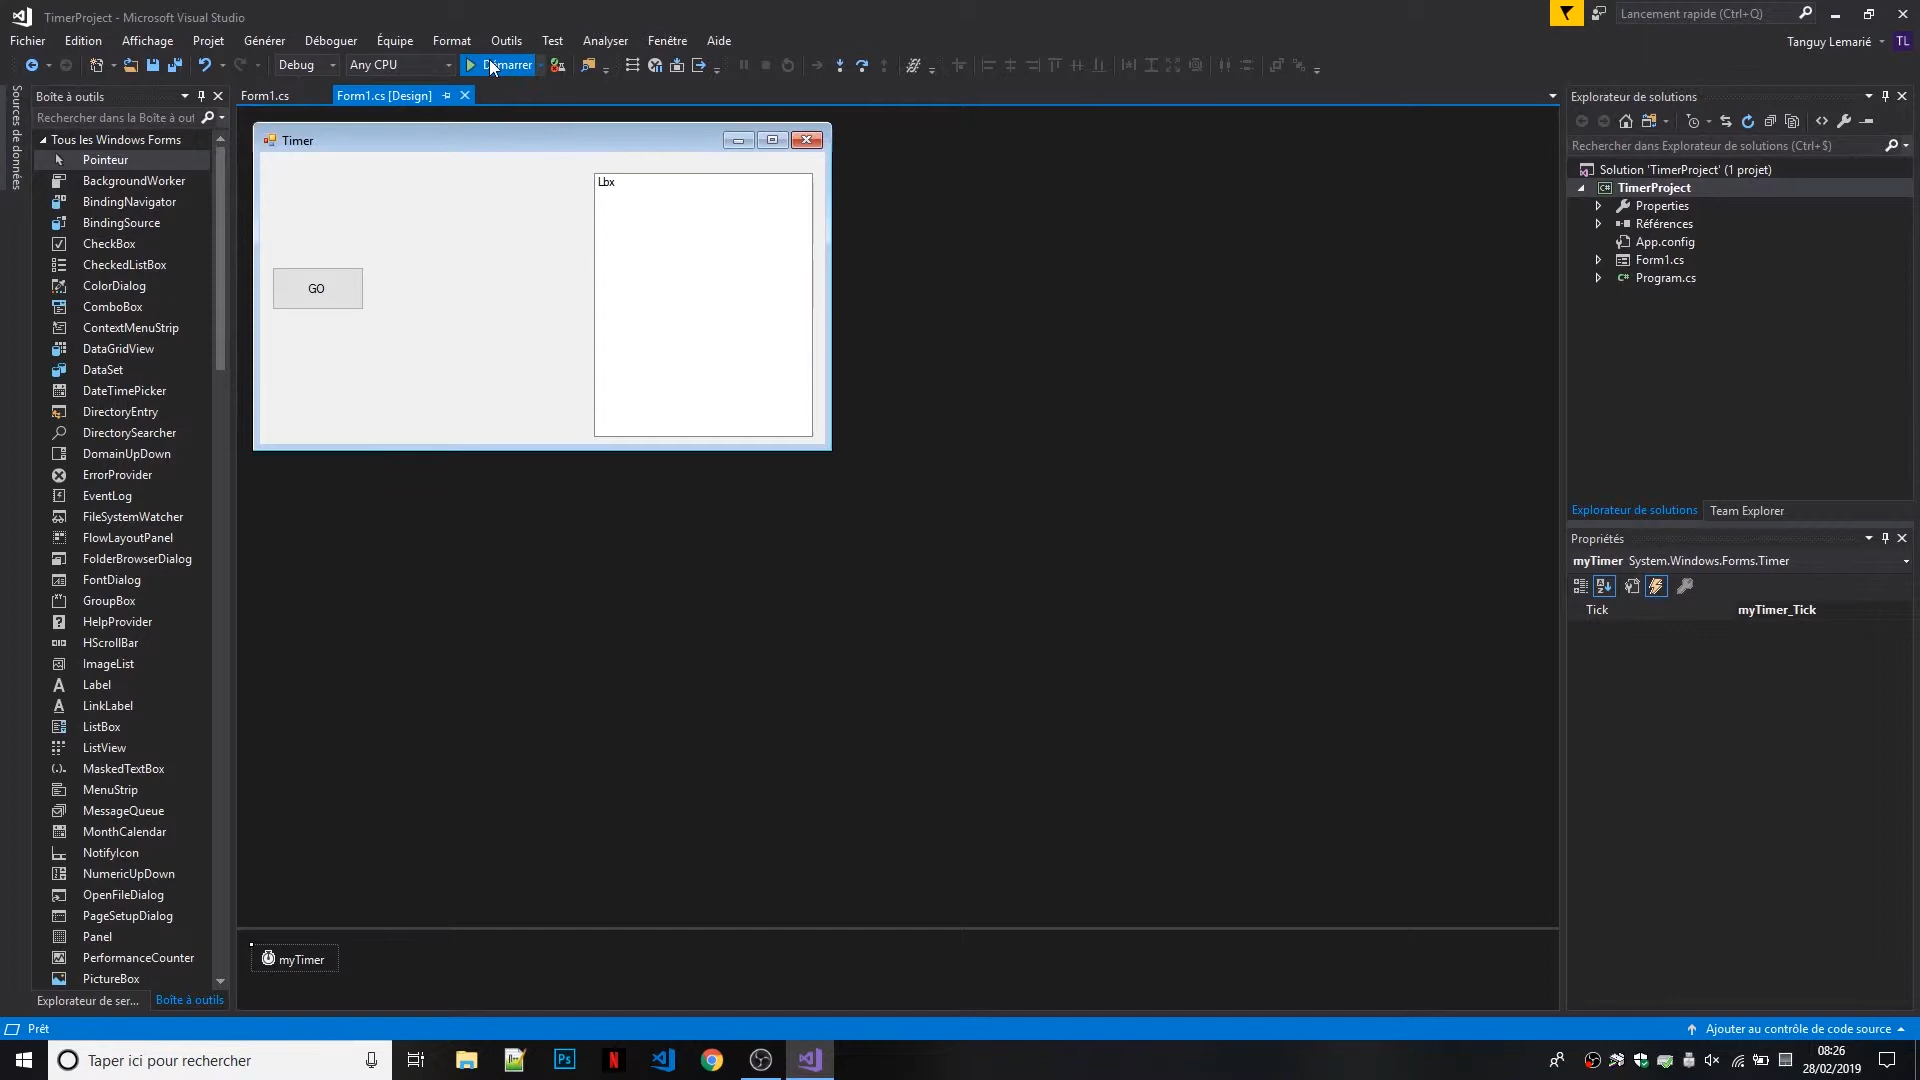 TimerProject - Microsoft Visual Studio
Lancement rapide (Ctrl+Q)
Fichier Edition Affichage Projet Générer Déboguer Équipe Format Outils Test Analyser Fenêtre Aide
Tanguy Lemarié TL
Debug Any CPU Démarrer
Sources de données
Boîte à outils
Rechercher dans la Boîte à out
Tous les Windows Forms
Pointeur
BackgroundWorker
BindingNavigator
BindingSource
CheckBox
CheckedListBox
ColorDialog
ComboBox
ContextMenuStrip
DataGridView
DataSet
DateTimePicker
DirectoryEntry
DirectorySearcher
DomainUpDown
ErrorProvider
EventLog
FileSystemWatcher
FlowLayoutPanel
FolderBrowserDialog
FontDialog
GroupBox
HelpProvider
HScrollBar
ImageList
Label
LinkLabel
ListBox
ListView
MaskedTextBox
MenuStrip
MessageQueue
MonthCalendar
NotifyIcon
NumericUpDown
OpenFileDialog
PageSetupDialog
Panel
PerformanceCounter
PictureBox
Explorateur de ser... Boîte à outils
Form1.cs Form1.cs [Design]
Timer
Lbx
GO
myTimer
Explorateur de solutions
Rechercher dans Explorateur de solutions (Ctrl+$)
Solution 'TimerProject' (1 projet)
TimerProject
Properties
Références
App.config
Form1.cs
Program.cs
Explorateur de solutions Team Explorer
Propriétés
myTimer System.Windows.Forms.Timer
Tick myTimer_Tick
Prêt
Ajouter au contrôle de code source
Taper ici pour rechercher
Ps N
08:26
28/02/2019